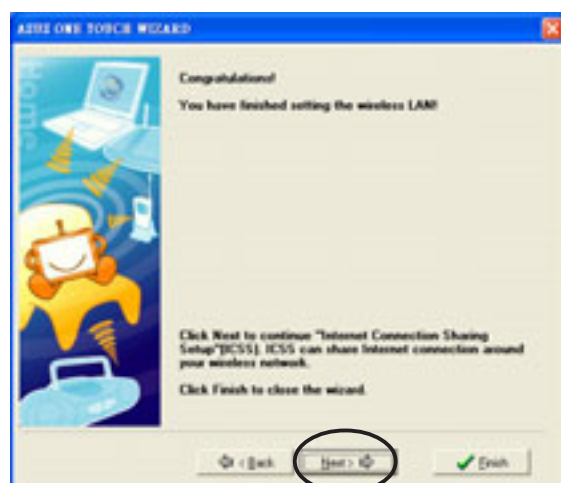 ASUS ONE TOUCH WIZARD
Home
Congratulations!
You have finished setting the wireless LAN!
Click Next to continue "Internet Connection Sharing
Setup"(ICSS). ICSS can share Internet connection around
your wireless network.
Click Finish to close the wizard.
< Back
Next >
Finish